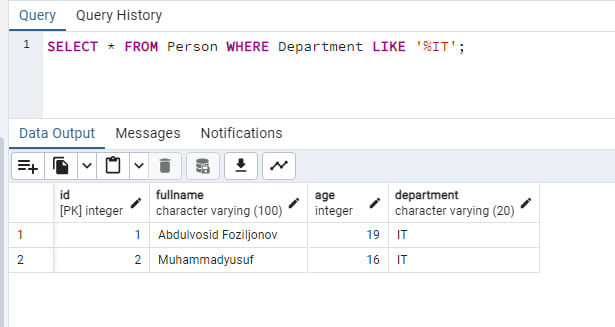 Query Query History
1 SELECT * FROM Person WHERE Department LIKE '%IT';
Data Output Messages Notifications
id fullname age department
[PK] integer character varying (100) integer character varying (20)
1 1 Abdulvosid Foziljonov 19 IT
2 2 Muhammadyusuf 16 IT